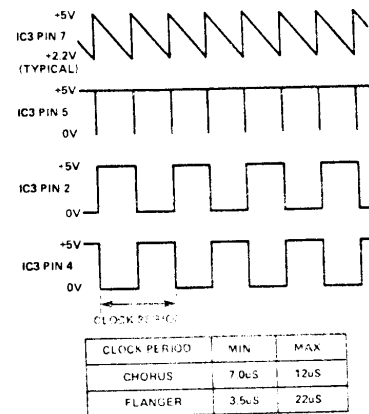 +5V
IC3 PIN 7
+2.2V
(TYPICAL)
+5V
IC3 PIN 5
0V
+5V
IC3 PIN 2
0V
+5V
IC3 PIN 4
0V
CLOCK PERIOD
CLOCK PERIOD MIN MAX
CHORUS 7.0uS 12uS
FLANGER 3.5uS 22uS